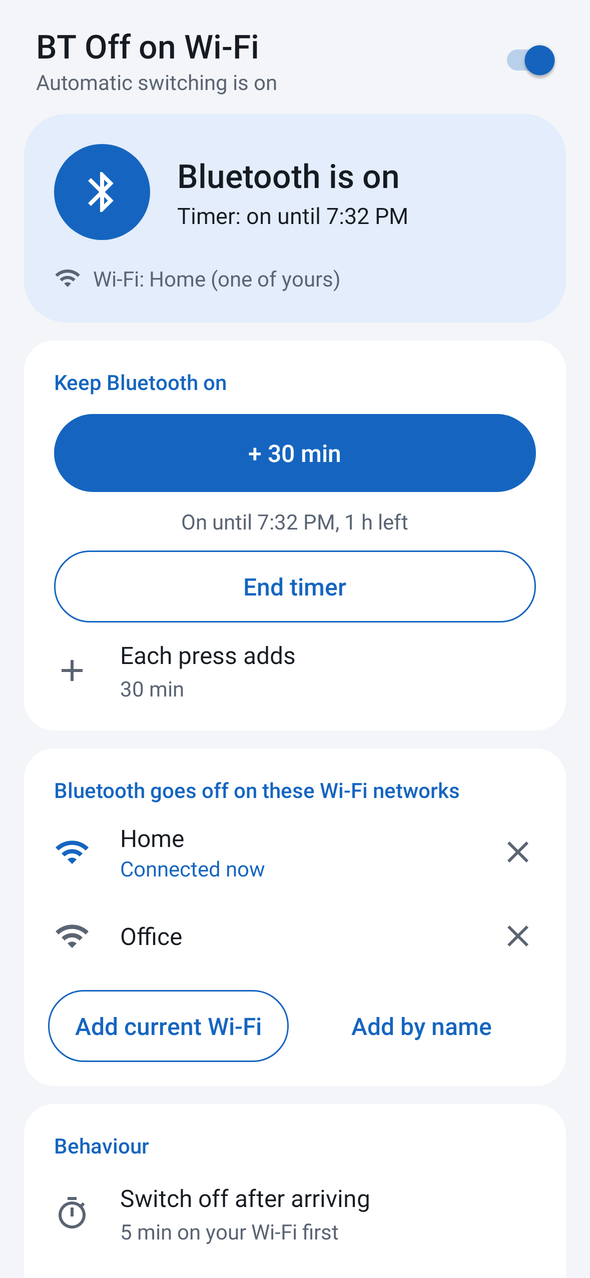 BT Off on Wi-Fi
Automatic switching is on
Bluetooth is on
Timer: on until 7:32 PM
Wi-Fi: Home (one of yours)
Keep Bluetooth on
+ 30 min
On until 7:32 PM, 1 h left
End timer
Each press adds
30 min
Bluetooth goes off on these Wi-Fi networks
Home
Connected now
Office
Add current Wi-Fi
Add by name
Behaviour
Switch off after arriving
5 min on your Wi-Fi first